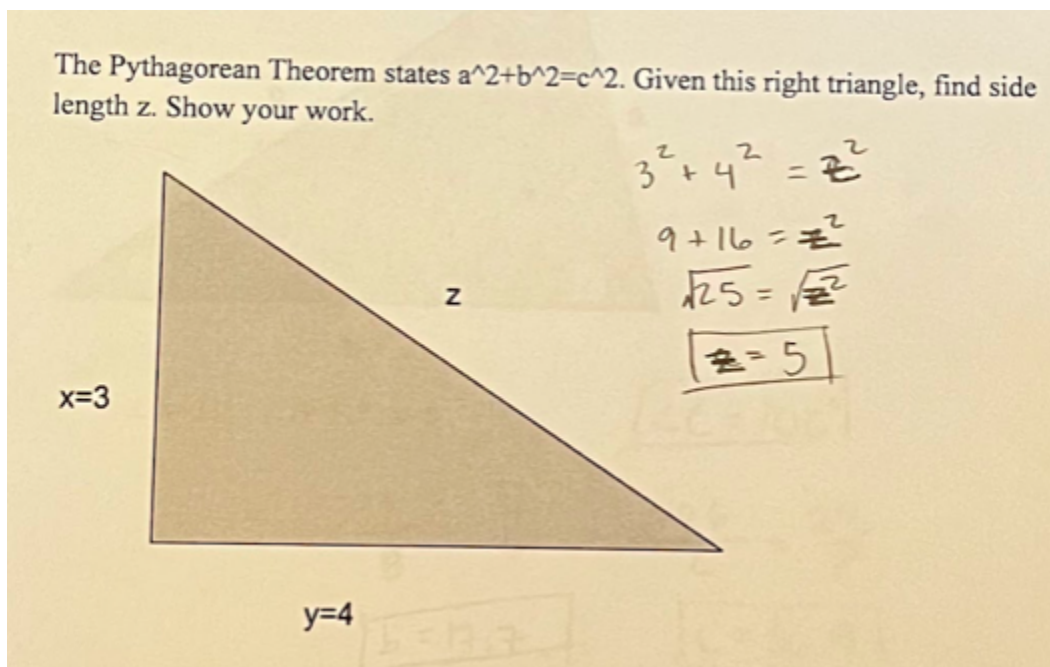 The Pythagorean Theorem states a^2+b^2=c^2. Given this right triangle, find side
length z. Show your work.
3² + 4² = z²
9 + 16 = z²
√25 = √z²
z = 5
z
x=3
y=4